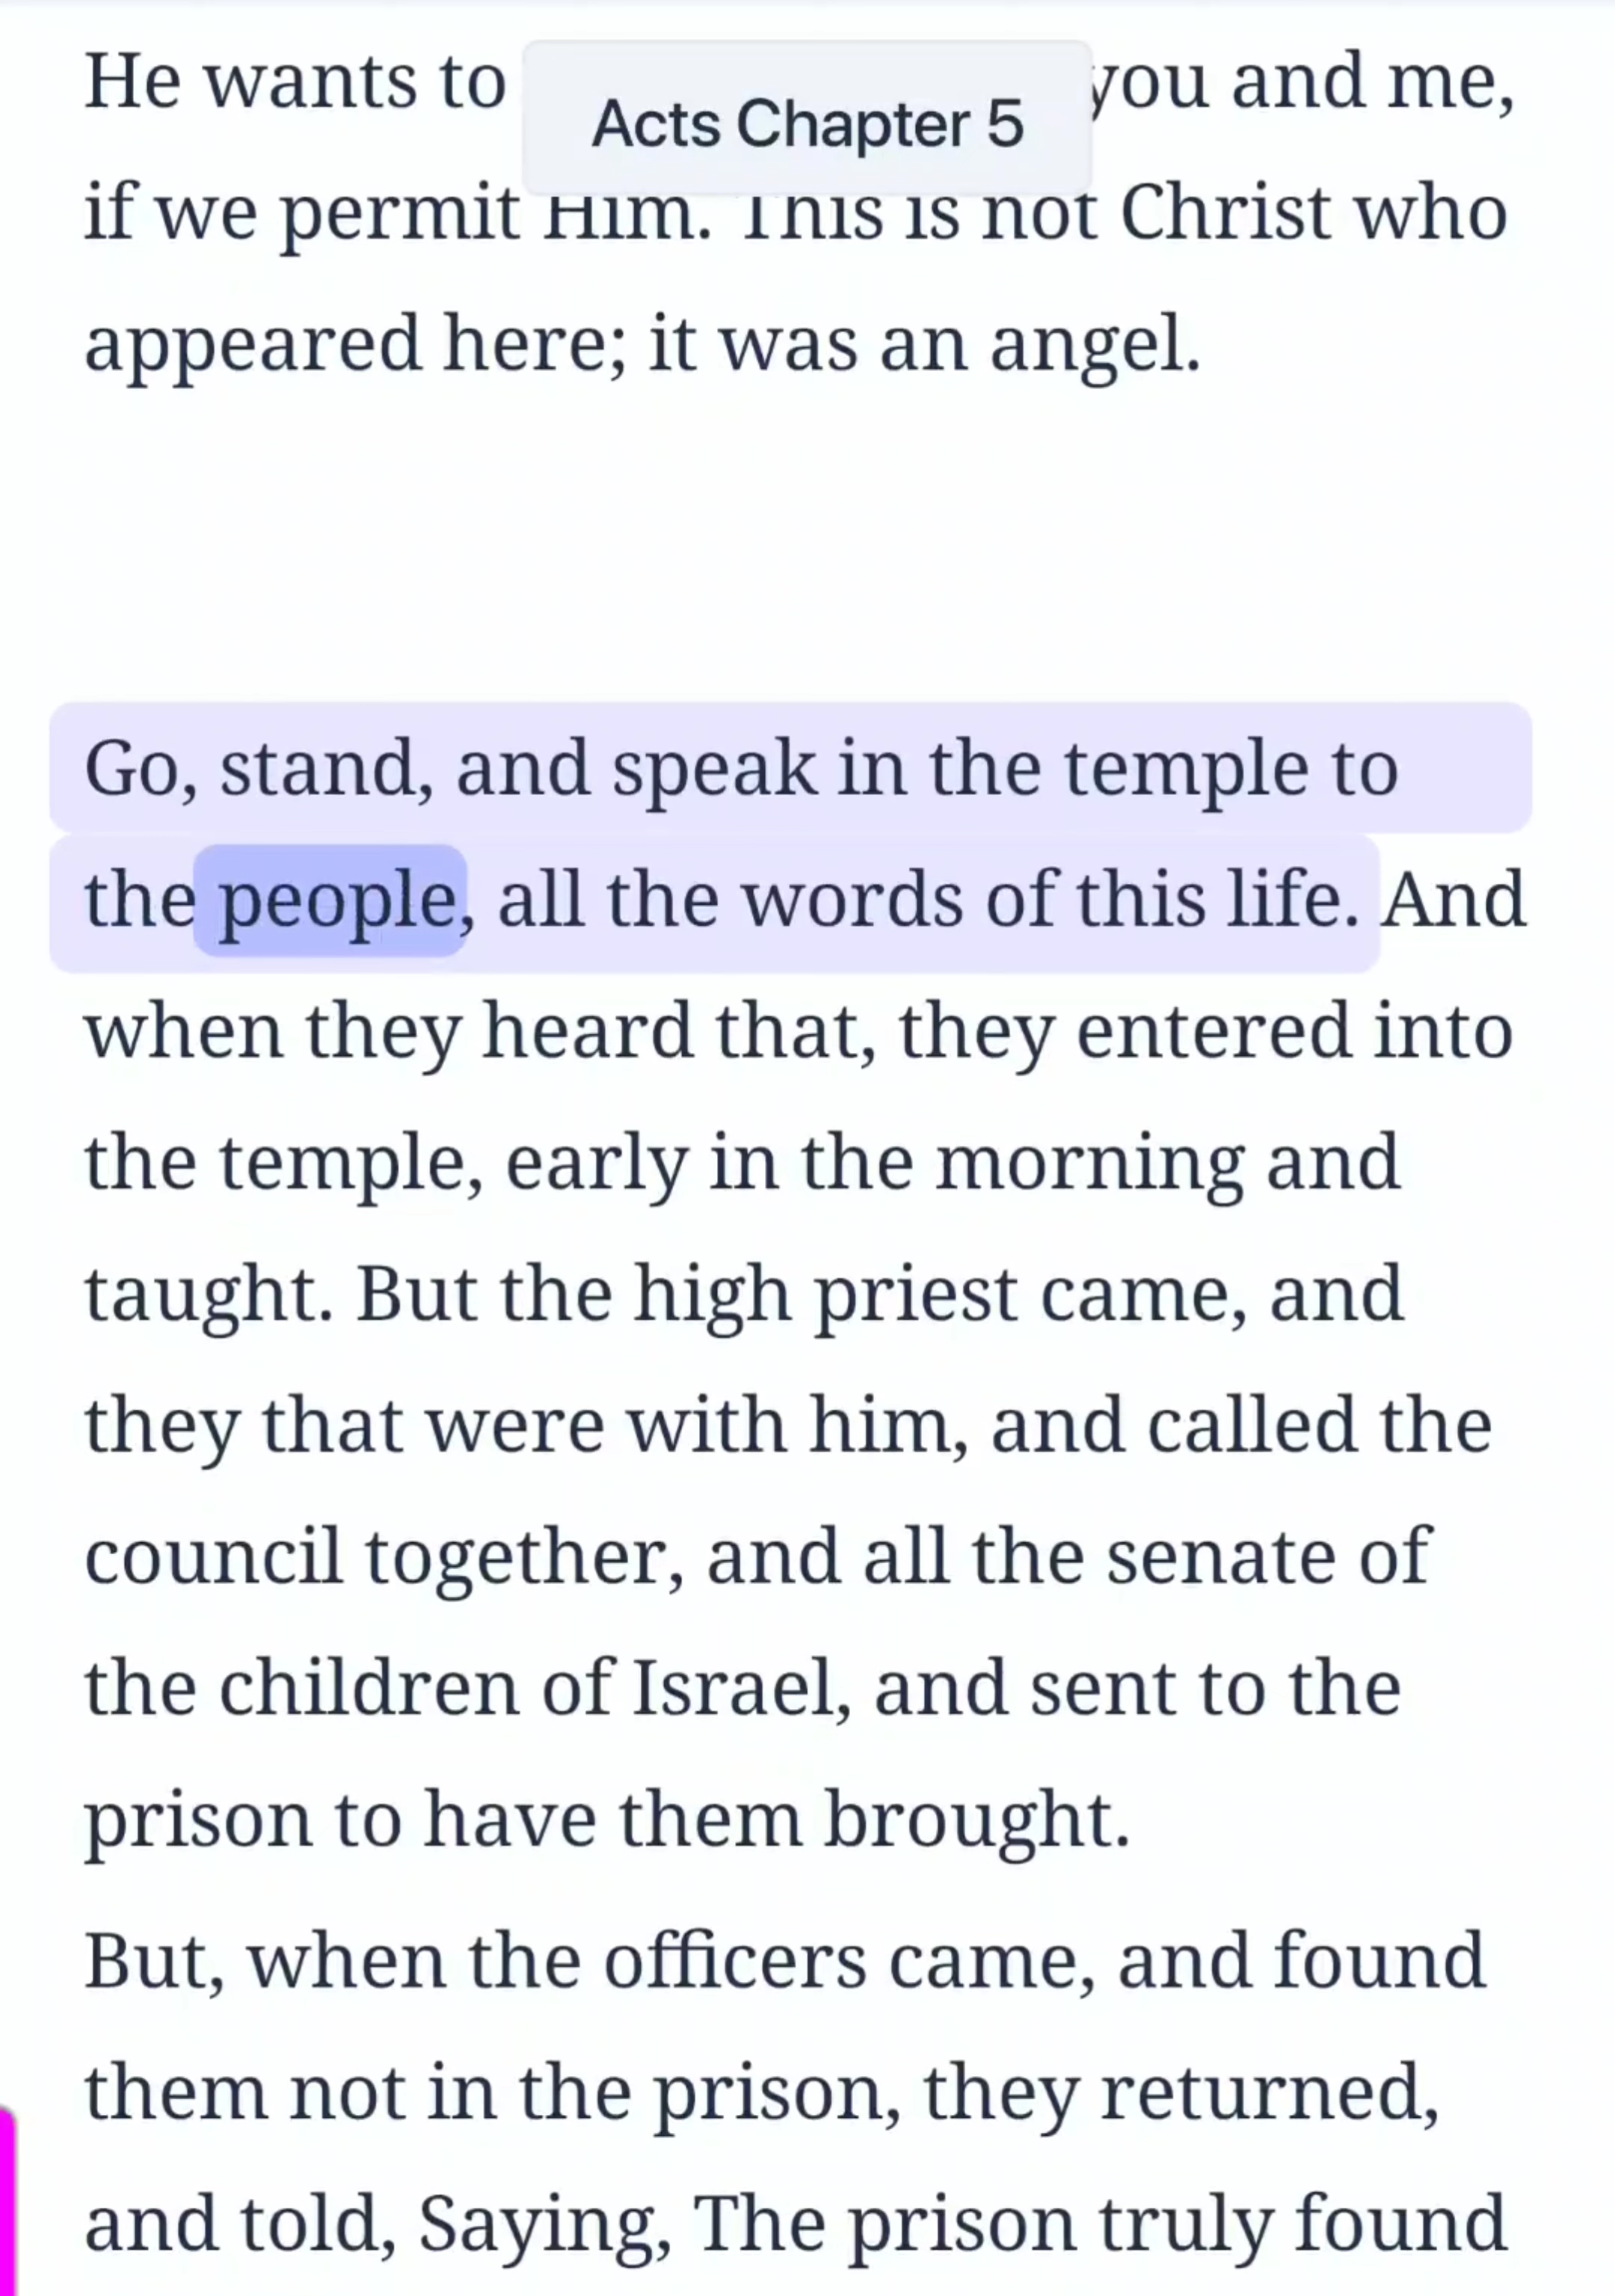 He wants to you and me,
Acts Chapter 5
if we permit Him. This is not Christ who
appeared here; it was an angel.
Go, stand, and speak in the temple to
the people, all the words of this life. And
when they heard that, they entered into
the temple, early in the morning and
taught. But the high priest came, and
they that were with him, and called the
council together, and all the senate of
the children of Israel, and sent to the
prison to have them brought.
But, when the officers came, and found
them not in the prison, they returned,
and told, Saying, The prison truly found